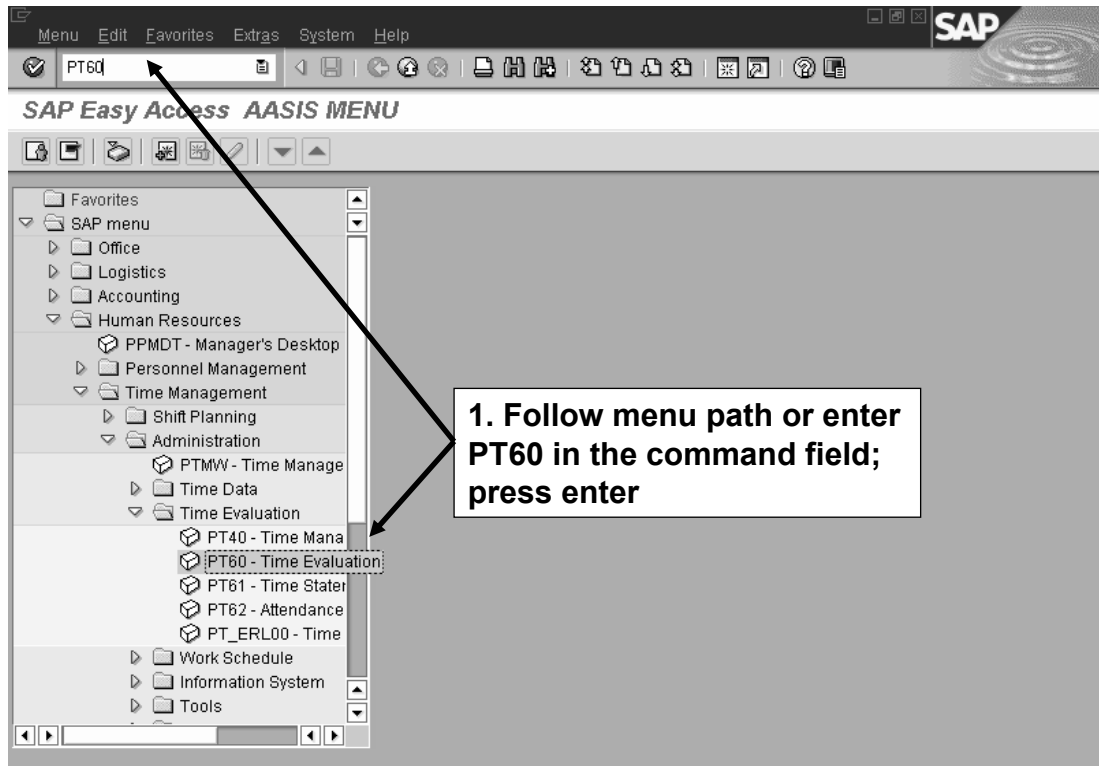 Menu Edit Favorites Extras System Help
SAP
PT60
SAP Easy Access AASIS MENU
Favorites
SAP menu
Office
Logistics
Accounting
Human Resources
PPMDT - Manager's Desktop
Personnel Management
Time Management
Shift Planning
Administration
PTMW - Time Manage
Time Data
Time Evaluation
PT40 - Time Mana
PT60 - Time Evaluation
PT61 - Time Stater
PT62 - Attendance
PT_ERL00 - Time
Work Schedule
Information System
Tools
1. Follow menu path or enter
PT60 in the command field;
press enter